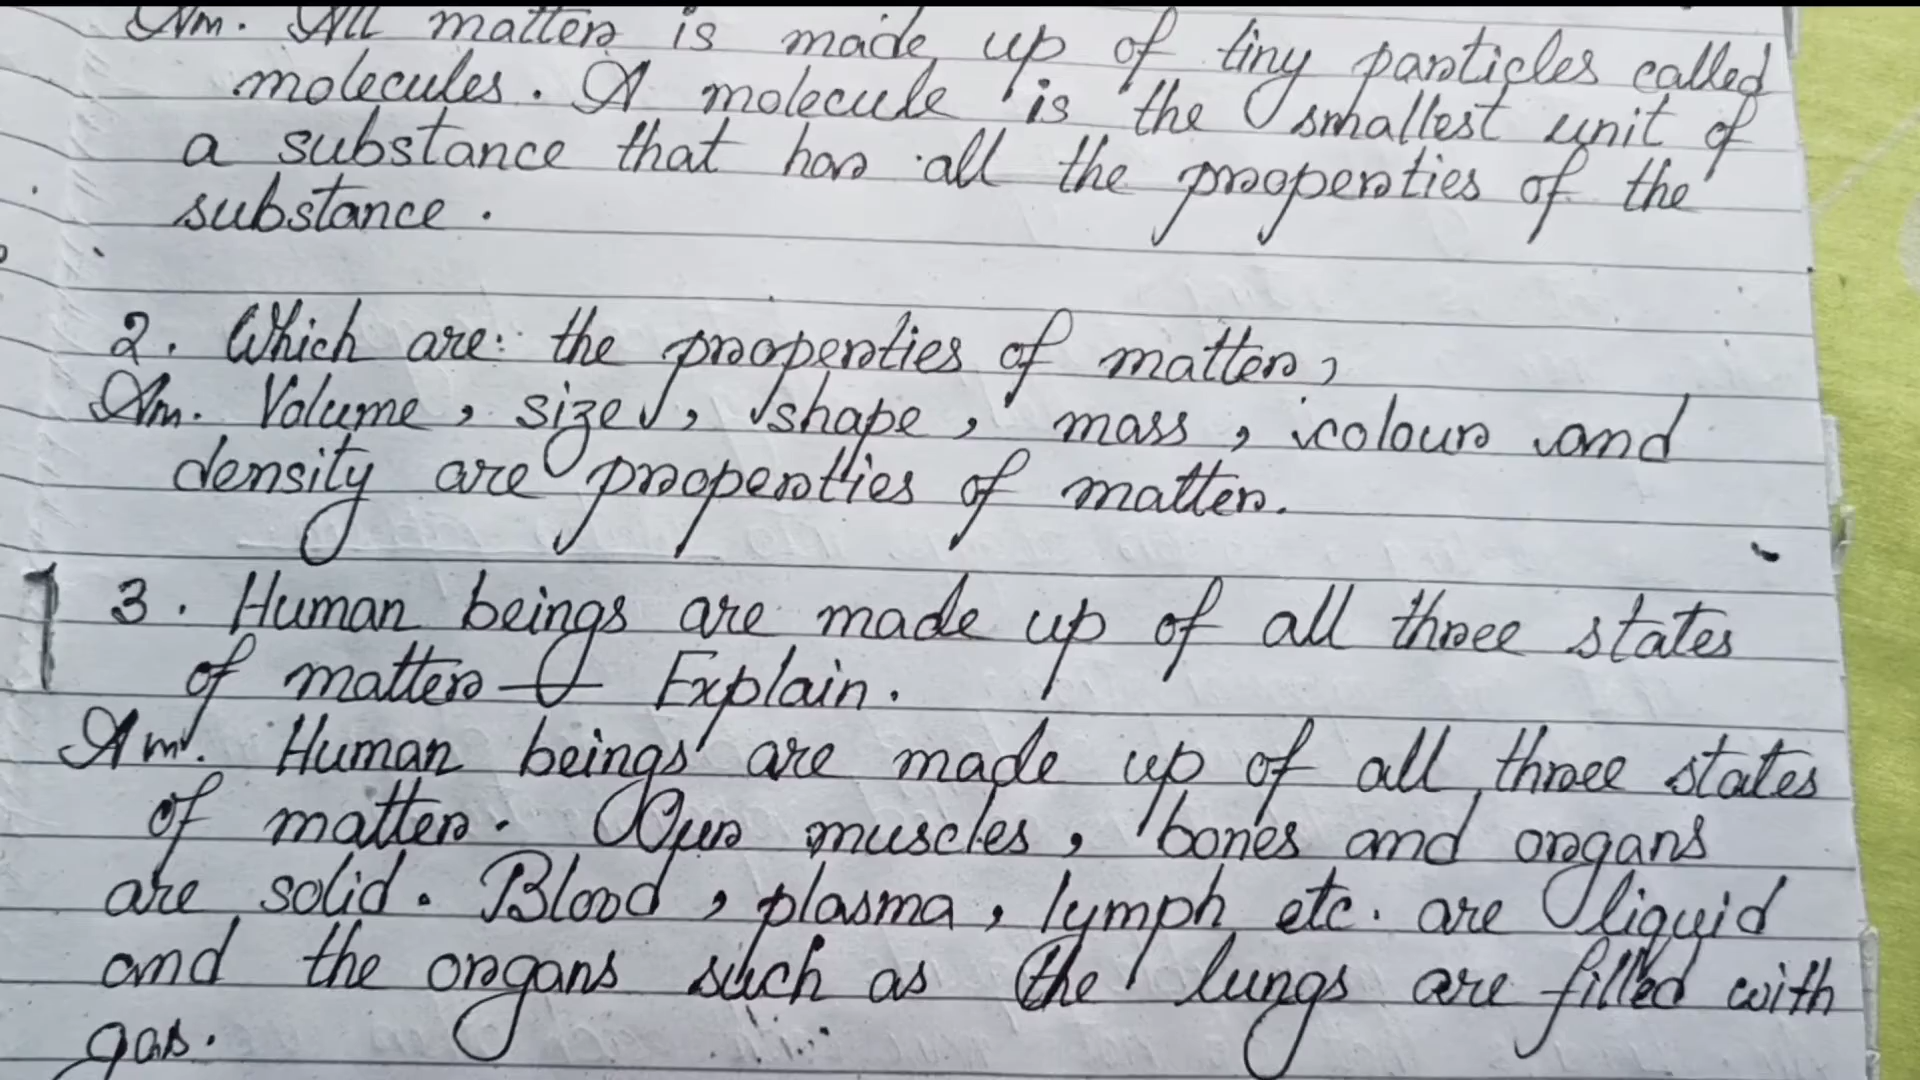 Ans. All matter is made up of tiny particles called
molecules. A molecule is the smallest unit of
a substance that has all the properties of the
substance.
2. Which are: the properties of matter,
Ans. Volume, size, shape, mass, colour and
density are properties of matter.
3. Human beings are made up of all three states
of matter — Explain.
Ans. Human beings are made up of all three states
of matter. Our muscles, bones and organs
are solid. Blood, plasma, lymph etc. are liquid
and the organs such as the lungs are filled with
gas.